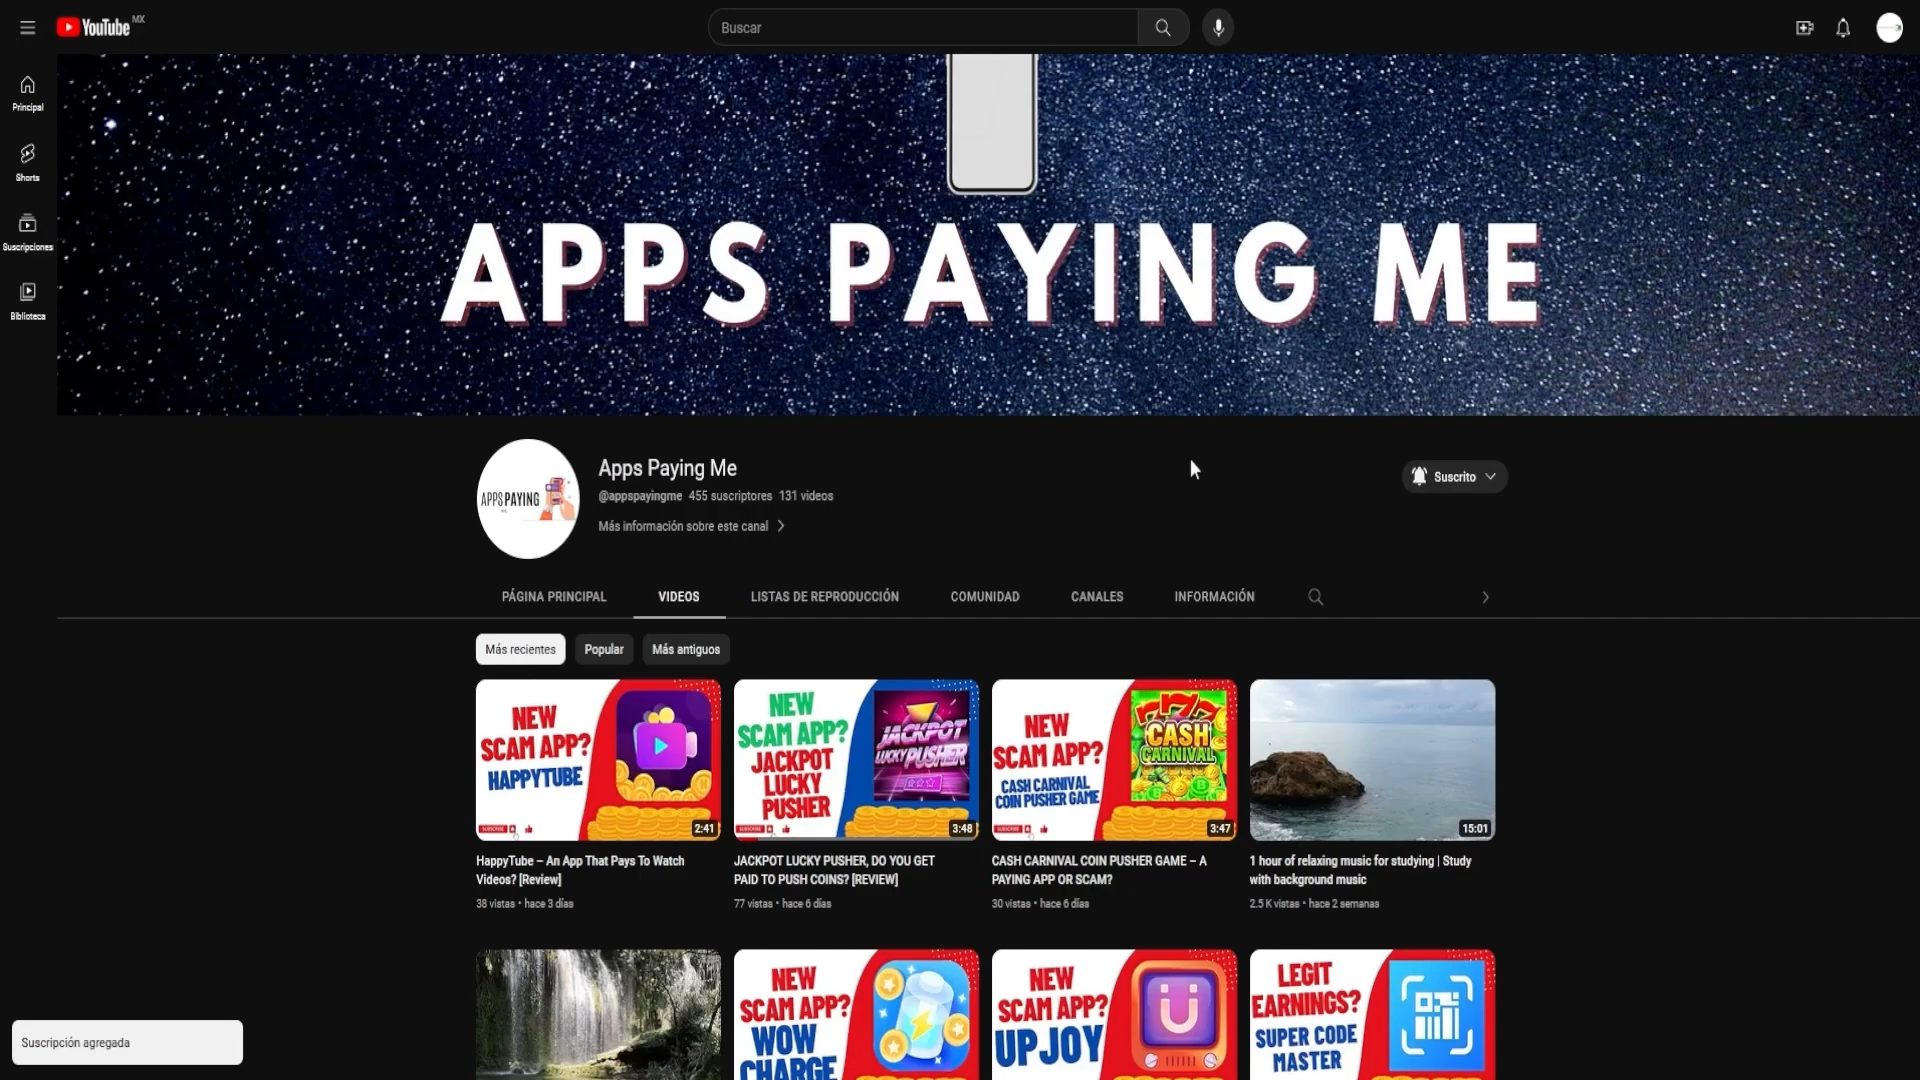 YouTube MX
Buscar
Principal
Shorts
Suscripciones
Biblioteca
APPS PAYING ME
APPS PAYING
ME
Apps Paying Me
@appspayingme 455 suscriptores 131 videos
Más información sobre este canal
Suscrito
PÁGINA PRINCIPAL
VIDEOS
LISTAS DE REPRODUCCIÓN
COMUNIDAD
CANALES
INFORMACIÓN
Más recientes
Popular
Más antiguos
NEW
SCAM APP?
HAPPYTUBE
SUBSCRIBE
2:41
HappyTube – An App That Pays To Watch
Videos? [Review]
38 vistas • hace 3 días
NEW
SCAM APP?
JACKPOT
LUCKY
PUSHER
JACKPOT
LUCKY PUSHER
SUBSCRIBE
3:48
JACKPOT LUCKY PUSHER, DO YOU GET
PAID TO PUSH COINS? [REVIEW]
77 vistas • hace 6 días
NEW
SCAM APP?
CASH CARNIVAL
COIN PUSHER GAME
777
CASH
CARNIVAL
SUBSCRIBE
3:47
CASH CARNIVAL COIN PUSHER GAME – A
PAYING APP OR SCAM?
30 vistas • hace 6 días
15:01
1 hour of relaxing music for studying | Study
with background music
2.5 K vistas • hace 2 semanas
NEW
SCAM APP?
WOW
CHARGE
NEW
SCAM APP?
UPJOY
LEGIT
EARNINGS?
SUPER CODE
MASTER
Suscripción agregada